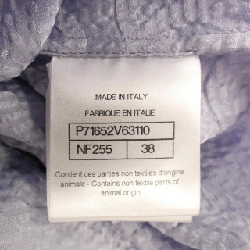 MADE IN ITALY
FABRIQUE EN ITALIE
P71652V63110
NF255 38
Contient des parties non textiles d'origine
animale - Contains non textile parts of
animal origin